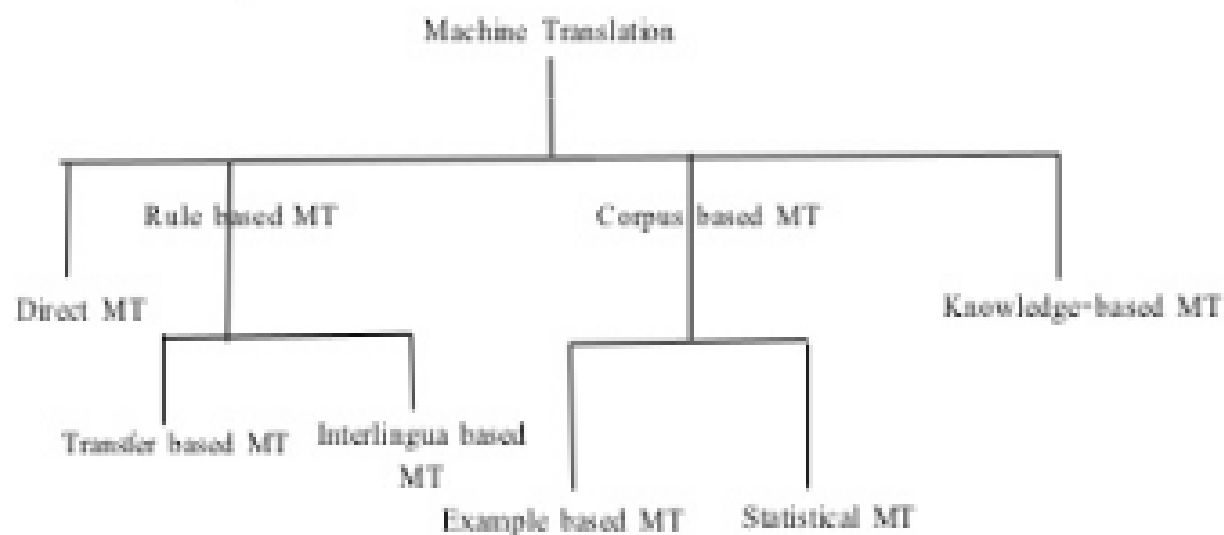 Machine Translation
Rule based MT
Corpus based MT
Direct MT
Knowledge-based MT
Transfer based MT
Interlingua based
MT
Example based MT
Statistical MT